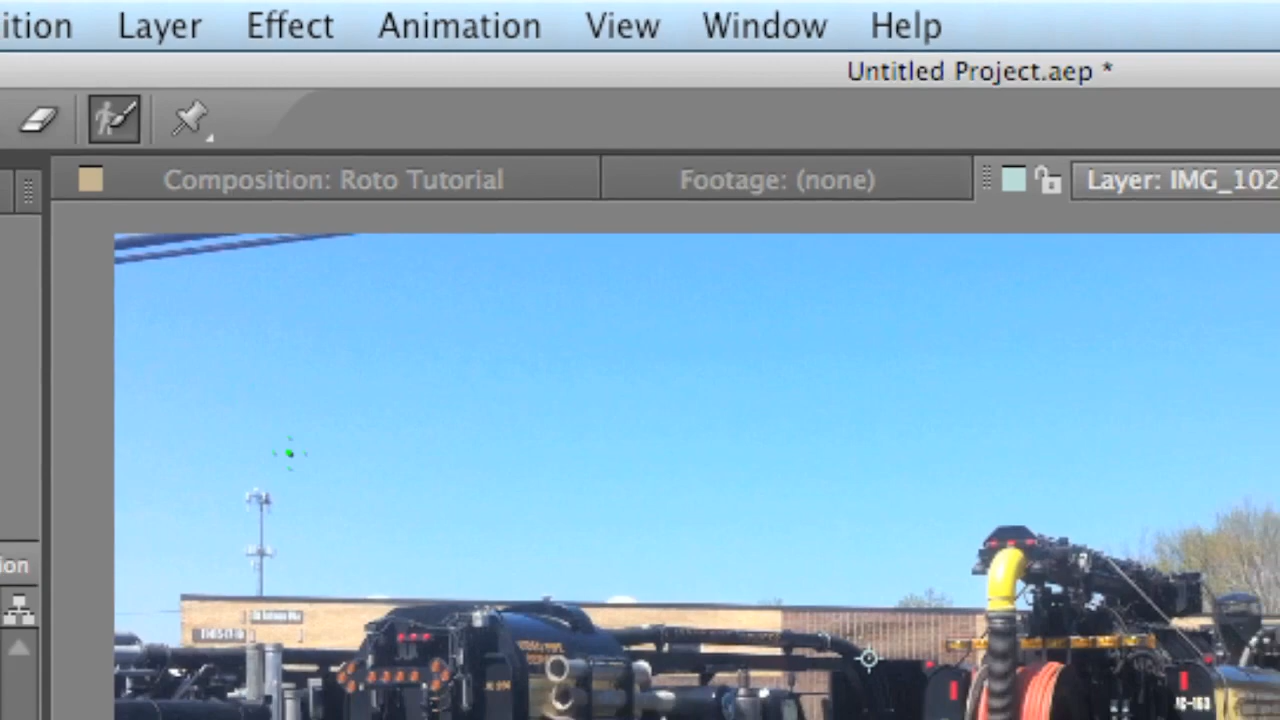 ition Layer Effect Animation View Window Help
Untitled Project.aep *
Composition: Roto Tutorial Footage: (none) Layer: IMG_102
ion